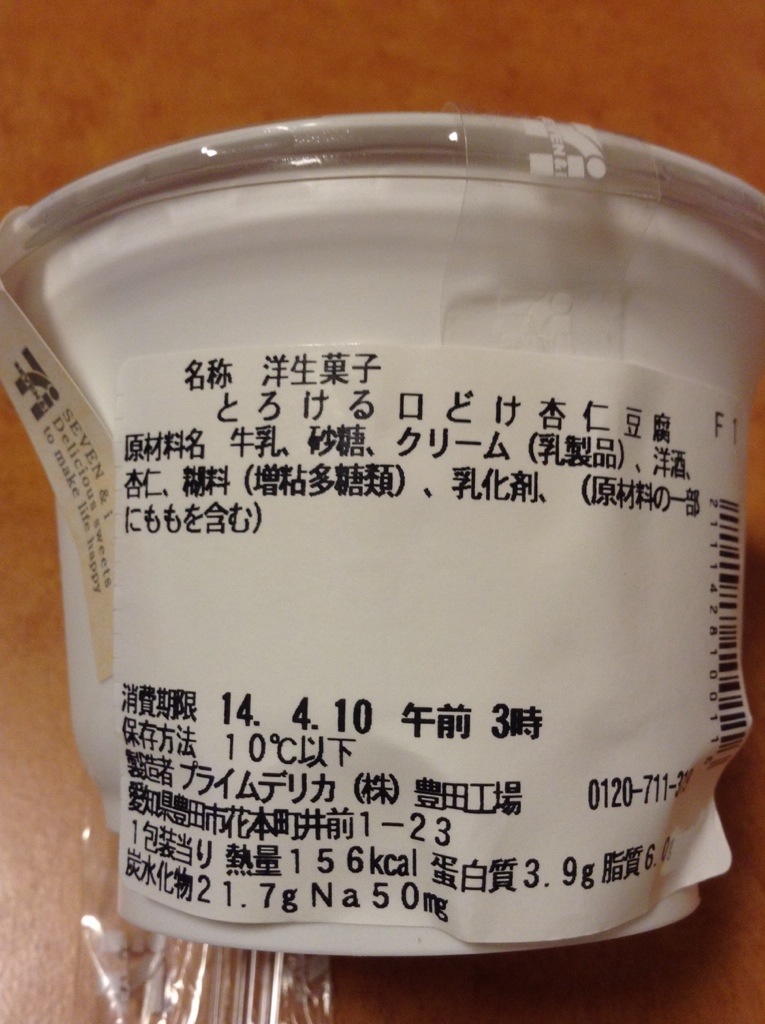 名称 洋生菓子
とろける口どけ杏仁豆腐 F1
原材料名 牛乳、砂糖、クリーム(乳製品)、洋酒、
杏仁、糊料(増粘多糖類)、乳化剤、(原材料の一部
にももを含む)
消費期限 14. 4.10 午前 3時
保存方法 10℃以下
製造者 プライムデリカ(株)豊田工場 0120-711-
愛知県豊田市花本町井前1-23
1包装当り 熱量156kcal 蛋白質3.9g 脂質6.
炭水化物21.7g Na50mg
SEVEN & i
Delicious sweets
to make life happy